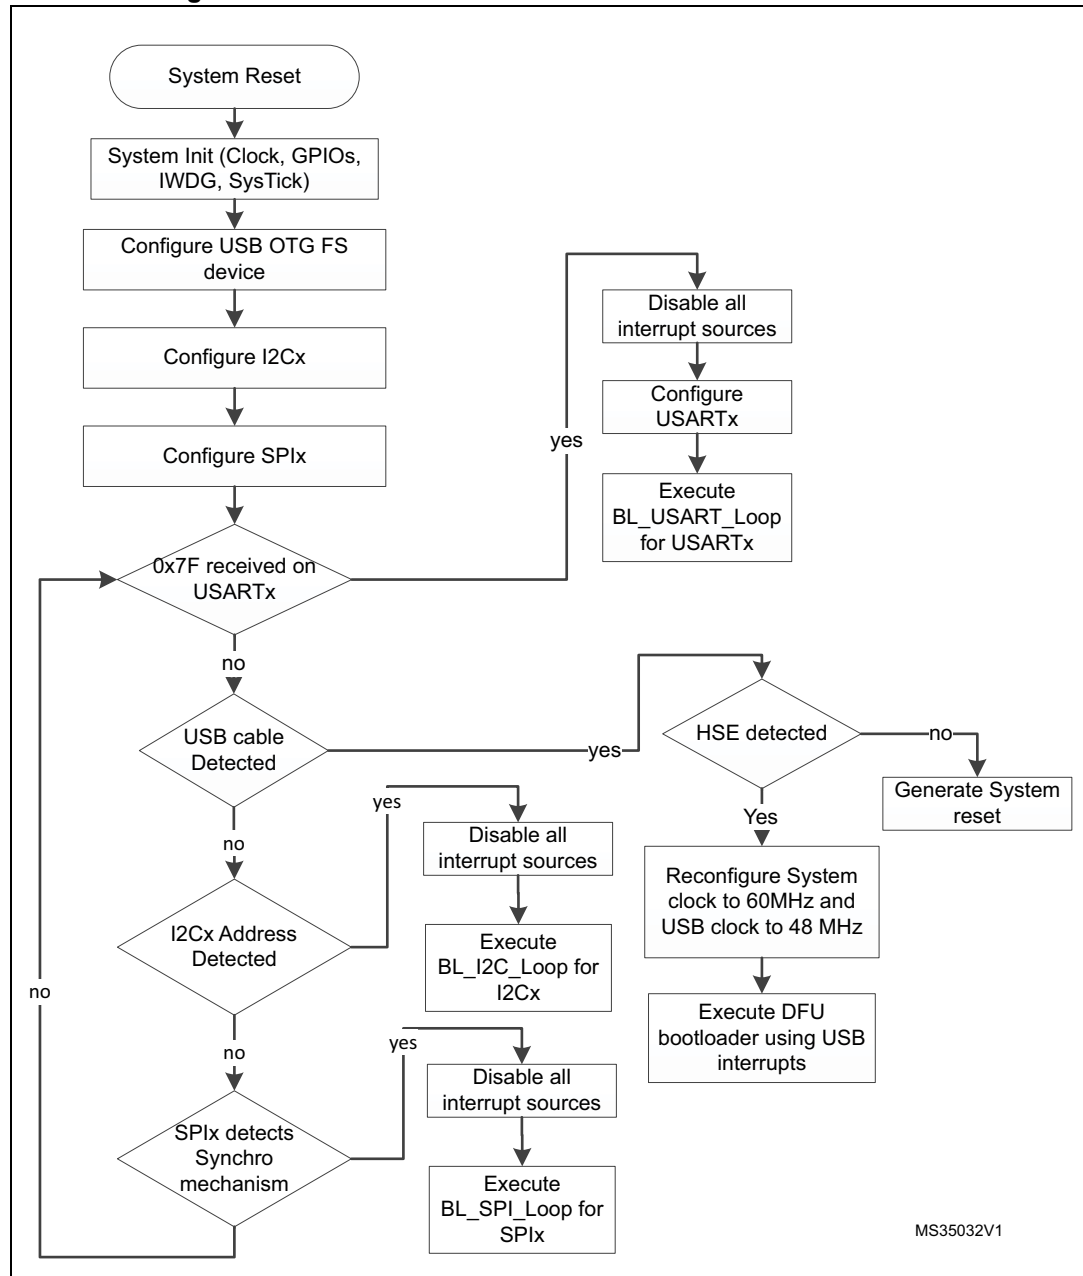 System Reset
System Init (Clock, GPIOs,
IWDG, SysTick)
Configure USB OTG FS
device
Configure I2Cx
Configure SPIx
0x7F received on
USARTx
yes
Disable all
interrupt sources
Configure
USARTx
Execute
BL_USART_Loop
for USARTx
no
USB cable
Detected
yes
HSE detected
no
Generate System
reset
Yes
Reconfigure System
clock to 60MHz and
USB clock to 48 MHz
Execute DFU
bootloader using USB
interrupts
no
I2Cx Address
Detected
yes
Disable all
interrupt sources
Execute
BL_I2C_Loop for
I2Cx
no
SPIx detects
Synchro
mechanism
yes
Disable all
interrupt sources
Execute
BL_SPI_Loop for
SPIx
no
MS35032V1